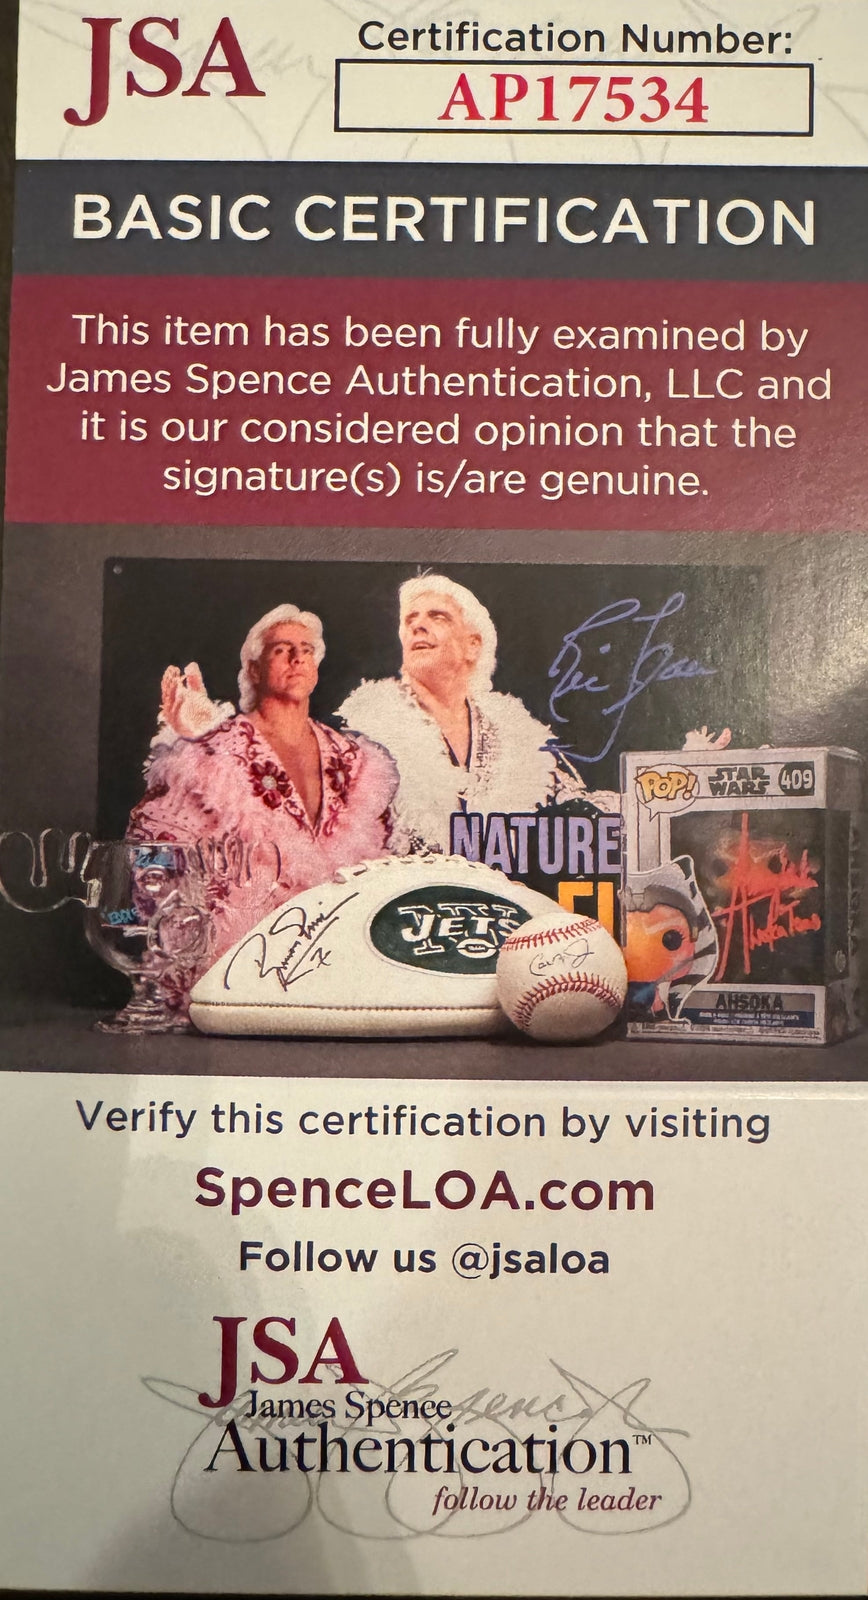 JSA
Certification Number:
AP17534
BASIC CERTIFICATION
This item has been fully examined by
James Spence Authentication, LLC and
it is our considered opinion that the
signature(s) is/are genuine.
Ric Flair
POP! STAR WARS 409
NATURE
JETS
AHSOKA
Verify this certification by visiting
SpenceLOA.com
Follow us @jsaloa
JSA
James Spence
Authentication™
follow the leader